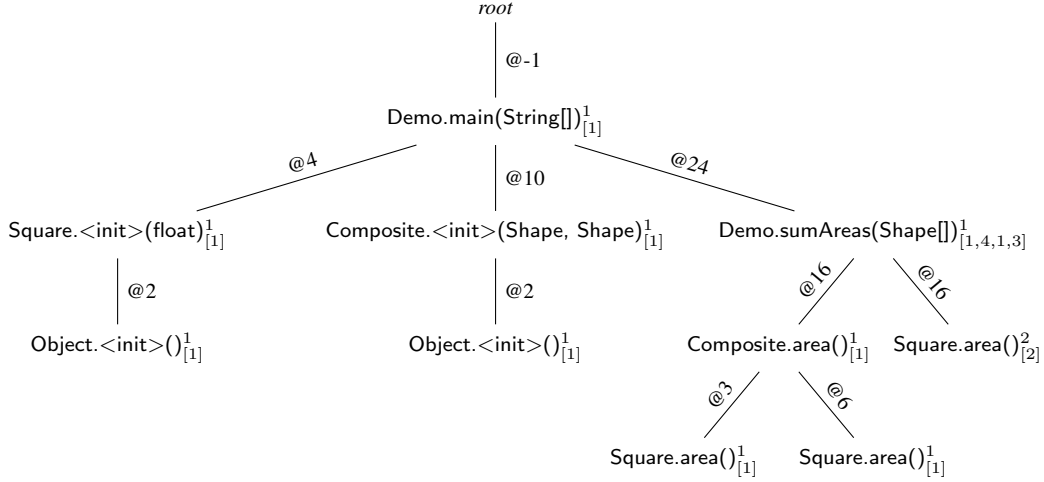 root
@-1
Demo.main(String[])¹[1]
@4 @10 @24
Square.<init>(float)¹[1] Composite.<init>(Shape, Shape)¹[1] Demo.sumAreas(Shape[])¹[1,4,1,3]
@2 @2 @16 @16
Object.<init>()¹[1] Object.<init>()¹[1] Composite.area()¹[1] Square.area()²[2]
@3 @6
Square.area()¹[1] Square.area()¹[1]